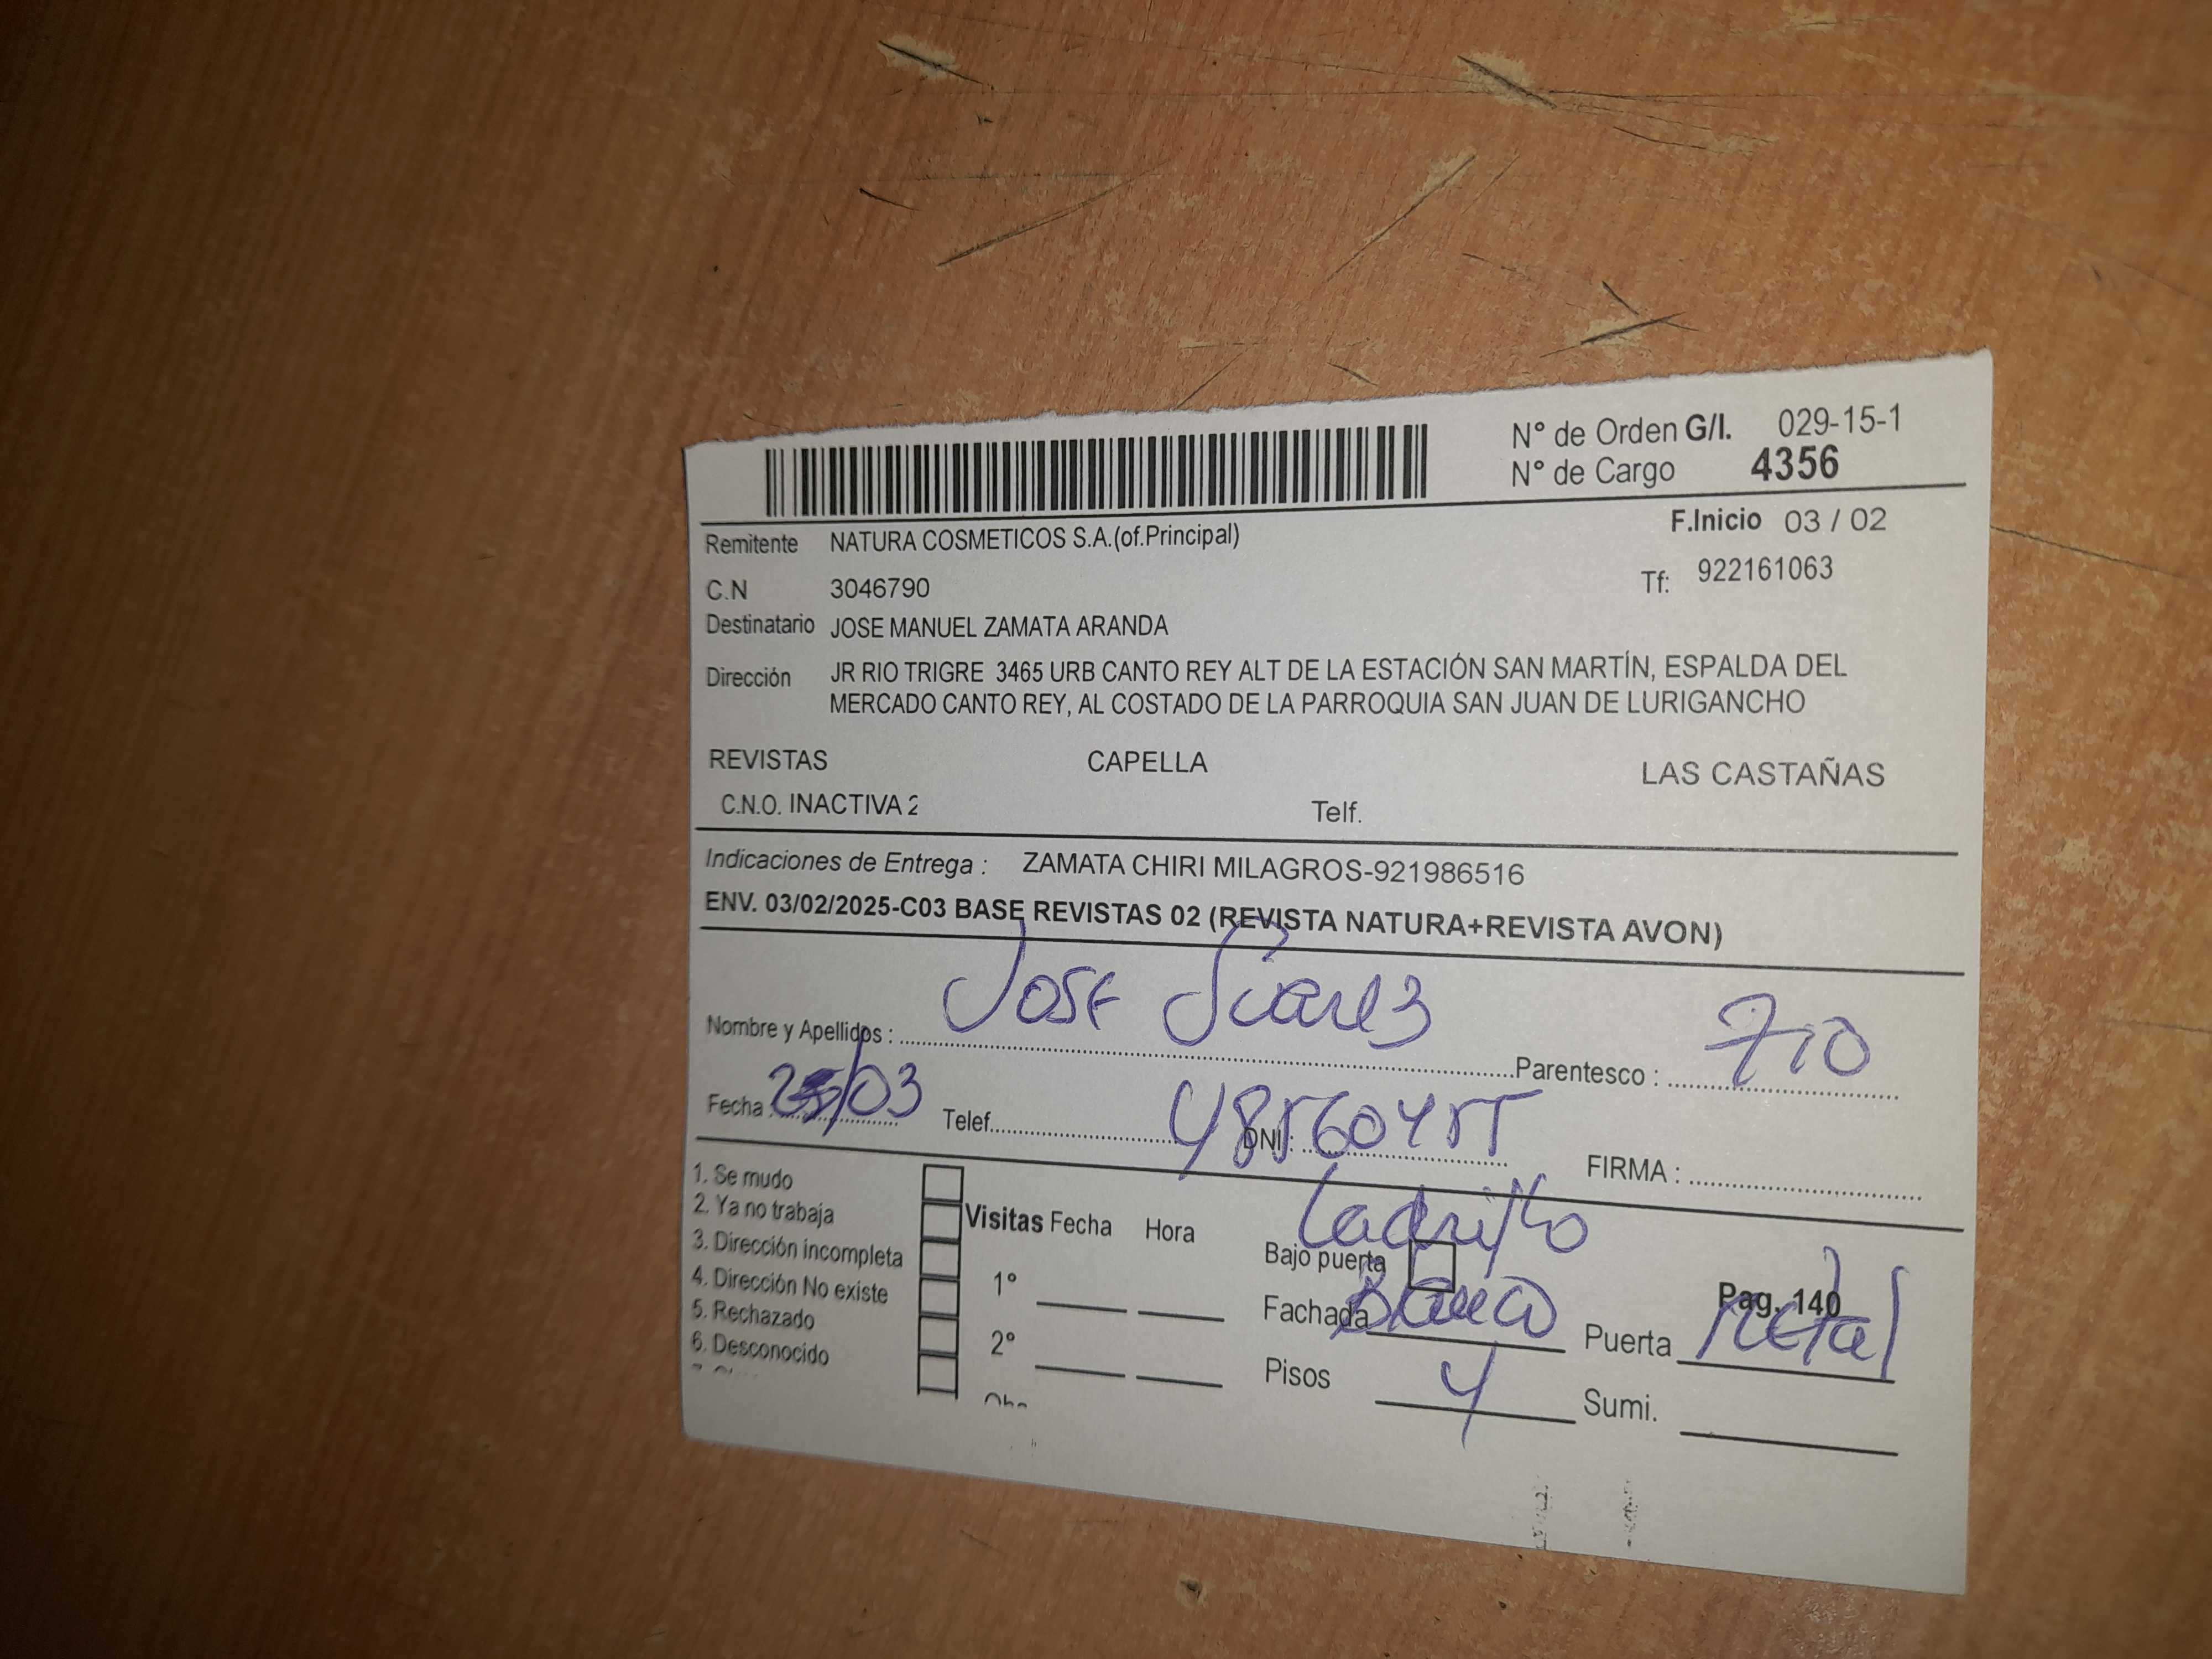 N° de Orden G/I. 029-15-1
N° de Cargo 4356
F.Inicio 03 / 02
Remitente NATURA COSMETICOS S.A.(of.Principal)
C.N 3046790 Tf: 922161063
Destinatario JOSE MANUEL ZAMATA ARANDA
Dirección JR RIO TRIGRE 3465 URB CANTO REY ALT DE LA ESTACIÓN SAN MARTÍN, ESPALDA DEL
MERCADO CANTO REY, AL COSTADO DE LA PARROQUIA SAN JUAN DE LURIGANCHO
REVISTAS CAPELLA LAS CASTAÑAS
C.N.O. INACTIVA 2 Telf.
Indicaciones de Entrega : ZAMATA CHIRI MILAGROS-921986516
ENV. 03/02/2025-C03 BASE REVISTAS 02 (REVISTA NATURA+REVISTA AVON)
Nombre y Apellidos : Jose Suarez Parentesco : Tio
Fecha : /03 Telef. DNI : FIRMA :
1. Se mudo
2. Ya no trabaja
3. Dirección incompleta
4. Dirección No existe
5. Rechazado
6. Desconocido
Visitas Fecha Hora
1°
2°
Ladrillo
Bajo puerta
Fachada Blanco
Pisos 4
Pag. 140
Puerta Metal
Sumi.